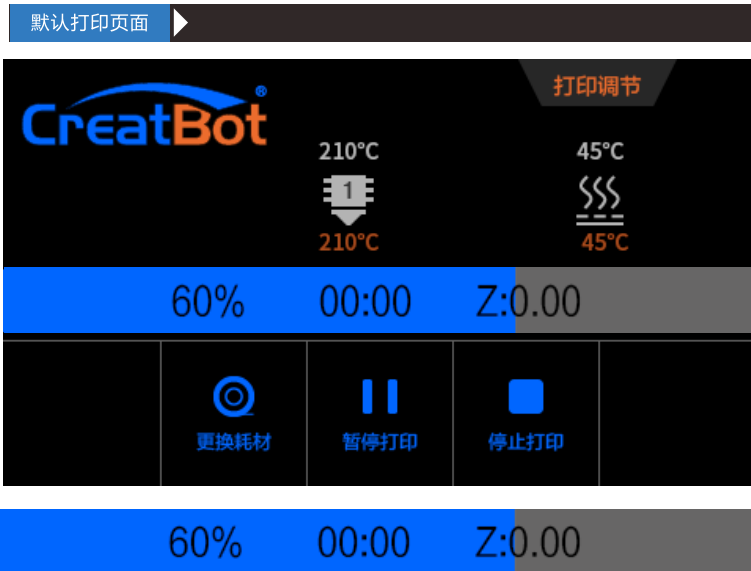 默认打印页面
CreatBot®
打印调节
210℃ 45℃
1
210℃ 45℃
60% 00:00 Z:0.00
更换耗材 暂停打印 停止打印
60% 00:00 Z:0.00